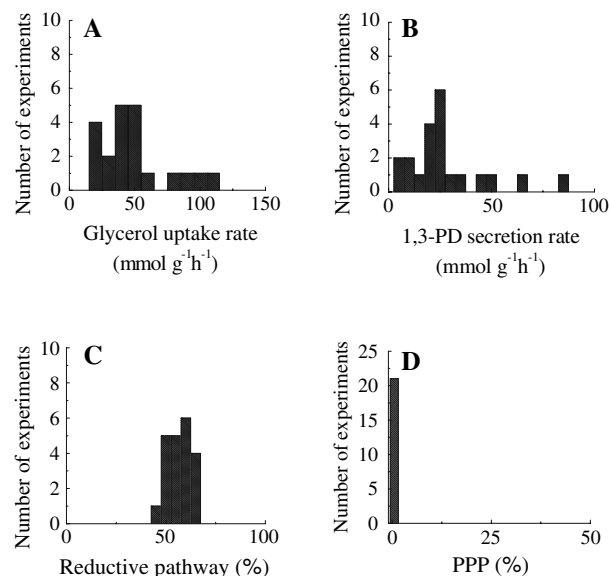 A
Number of experiments
10
8
6
4
2
0
0 50 100 150
Glycerol uptake rate
(mmol g⁻¹h⁻¹)
B
Number of experiments
10
8
6
4
2
0
0 50 100
1,3-PD secretion rate
(mmol g⁻¹h⁻¹)
C
Number of experiments
10
8
6
4
2
0
0 50 100
Reductive pathway (%)
D
Number of experiments
25
20
15
10
5
0
0 25 50
PPP (%)